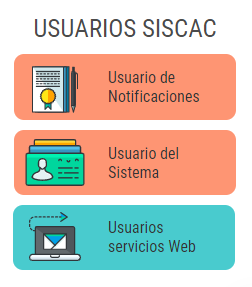 USUARIOS SISCAC
Usuario de
Notificaciones
Usuario del
Sistema
Usuarios
servicios Web